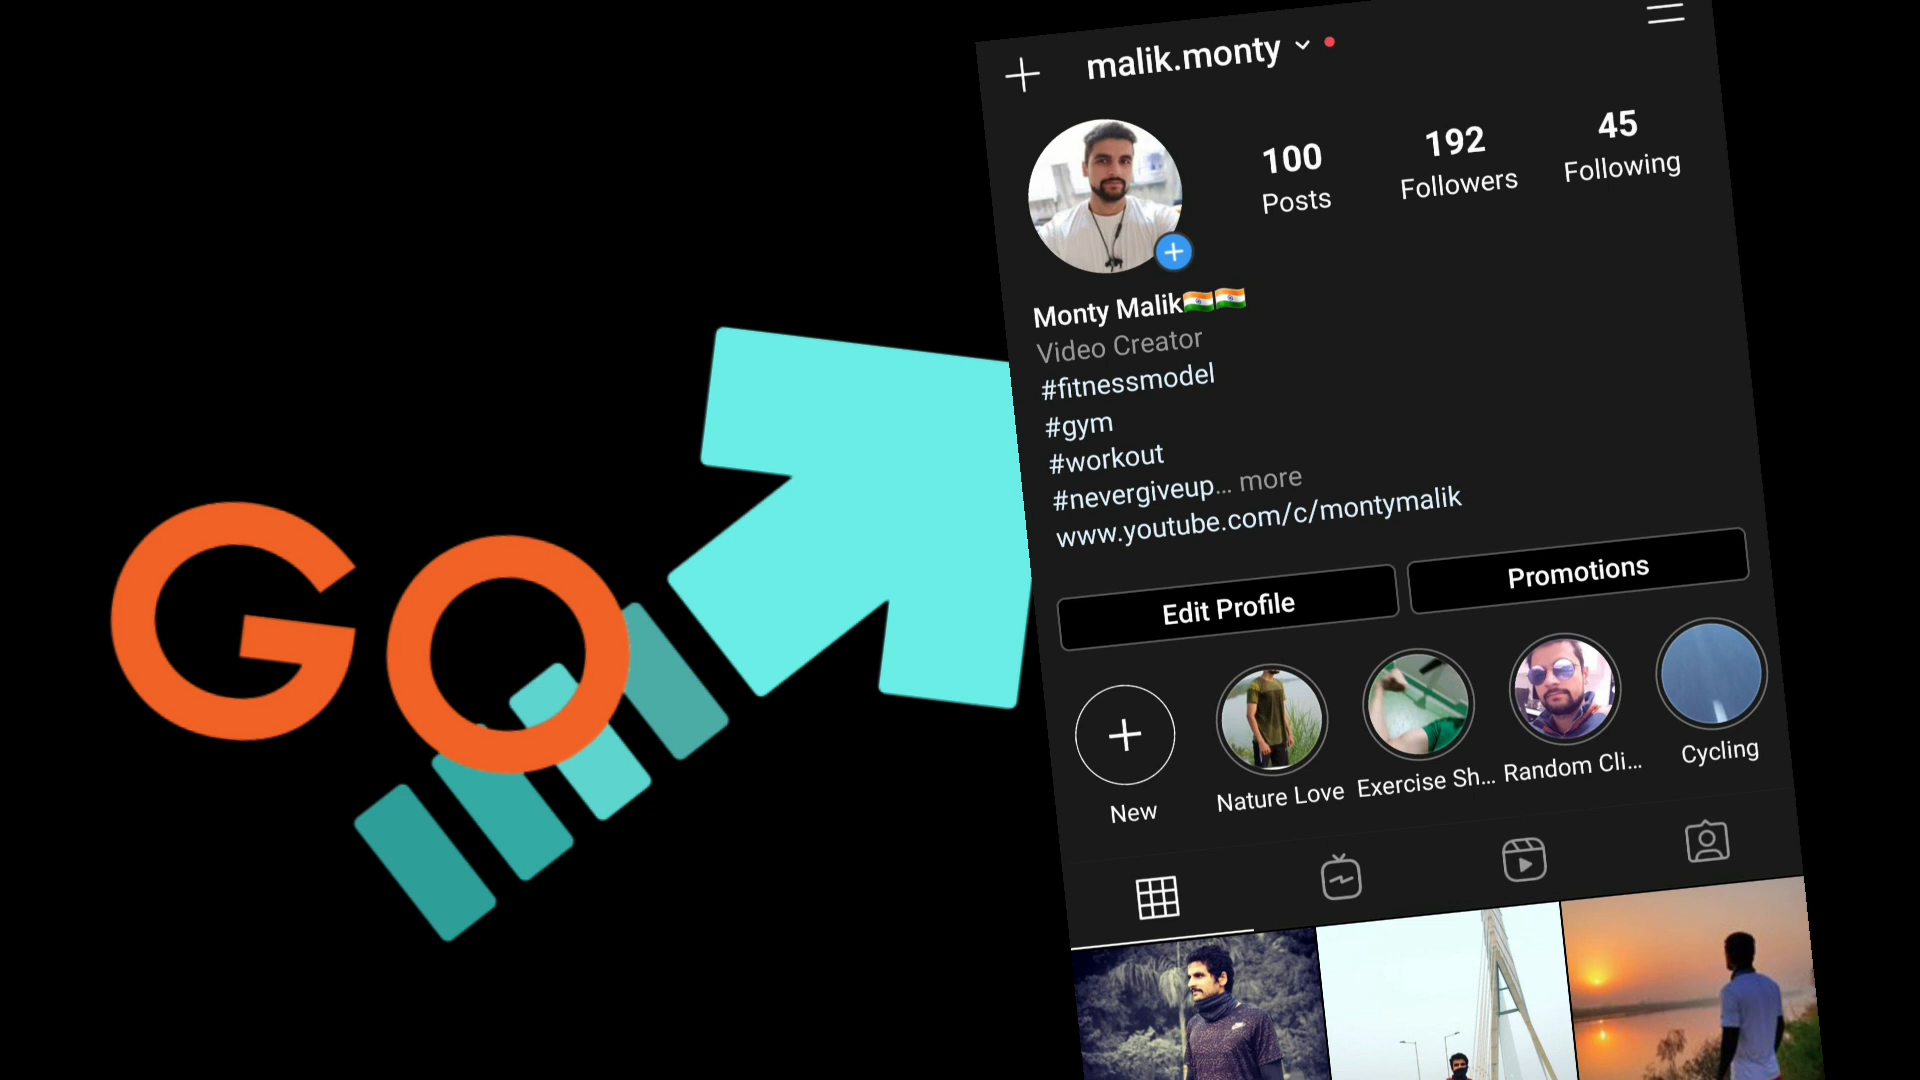 GO
malik.monty
100
Posts
192
Followers
45
Following
Monty Malik🇮🇳🇮🇳
Video Creator
#fitnessmodel
#gym
#workout
#nevergiveup... more
www.youtube.com/c/montymalik
Edit Profile
Promotions
New
Nature Love
Exercise Sh...
Random Cli...
Cycling